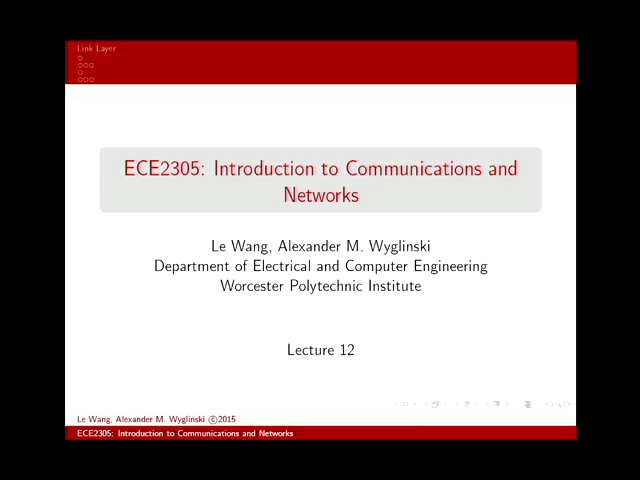 Link Layer
ECE2305: Introduction to Communications and
Networks
Le Wang, Alexander M. Wyglinski
Department of Electrical and Computer Engineering
Worcester Polytechnic Institute
Lecture 12
Le Wang, Alexander M. Wyglinski ©2015
ECE2305: Introduction to Communications and Networks